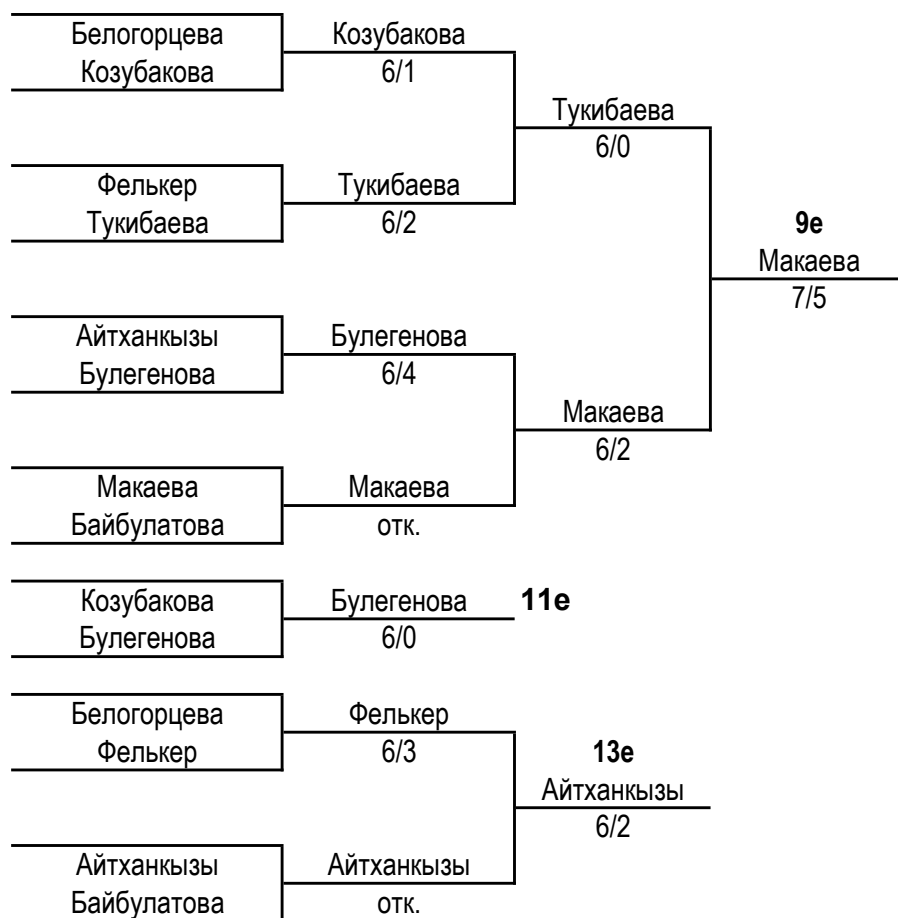 Белогорцева
Козубакова
Козубакова
6/1
Тукибаева
6/0
Фелькер
Тукибаева
Тукибаева
6/2
9е
Макаева
7/5
Айтханкызы
Булегенова
Булегенова
6/4
Макаева
6/2
Макаева
Байбулатова
Макаева
отк.
Козубакова
Булегенова
Булегенова
6/0
11е
Белогорцева
Фелькер
Фелькер
6/3
13е
Айтханкызы
6/2
Айтханкызы
Байбулатова
Айтханкызы
отк.